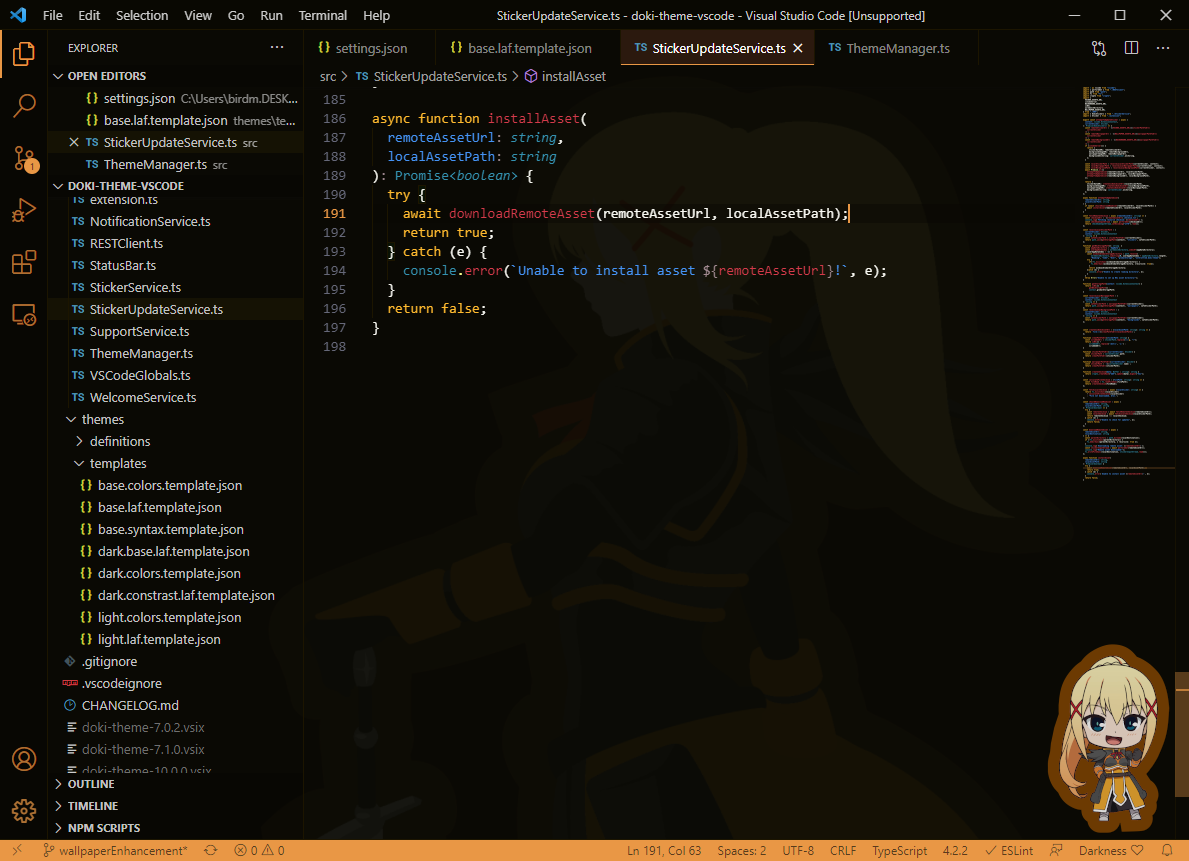 File Edit Selection View Go Run Terminal Help StickerUpdateService.ts - doki-theme-vscode - Visual Studio Code [Unsupported]
EXPLORER
OPEN EDITORS
{} settings.json C:\Users\birdm.DESK...
{} base.laf.template.json themes\te...
TS StickerUpdateService.ts src
TS ThemeManager.ts src
DOKI-THEME-VSCODE
TS extension.ts
TS NotificationService.ts
TS RESTClient.ts
TS StatusBar.ts
TS StickerService.ts
TS StickerUpdateService.ts
TS SupportService.ts
TS ThemeManager.ts
TS VSCodeGlobals.ts
TS WelcomeService.ts
themes
definitions
templates
{} base.colors.template.json
{} base.laf.template.json
{} base.syntax.template.json
{} dark.base.laf.template.json
{} dark.colors.template.json
{} dark.constrast.laf.template.json
{} light.colors.template.json
{} light.laf.template.json
.gitignore
.vscodeignore
CHANGELOG.md
doki-theme-7.0.2.vsix
doki-theme-7.1.0.vsix
doki-theme-10.0.0.vsix
OUTLINE
TIMELINE
NPM SCRIPTS
1
{} settings.json {} base.laf.template.json TS StickerUpdateService.ts TS ThemeManager.ts
src > TS StickerUpdateService.ts > installAsset
185
186 async function installAsset(
187   remoteAssetUrl: string,
188   localAssetPath: string
189 ): Promise<boolean> {
190   try {
191     await downloadRemoteAsset(remoteAssetUrl, localAssetPath);
192     return true;
193   } catch (e) {
194     console.error(`Unable to install asset ${remoteAssetUrl}!`, e);
195   }
196   return false;
197 }
198
wallpaperEnhancement* 0 0 Ln 191, Col 63 Spaces: 2 UTF-8 CRLF TypeScript 4.2.2 ESLint Darkness